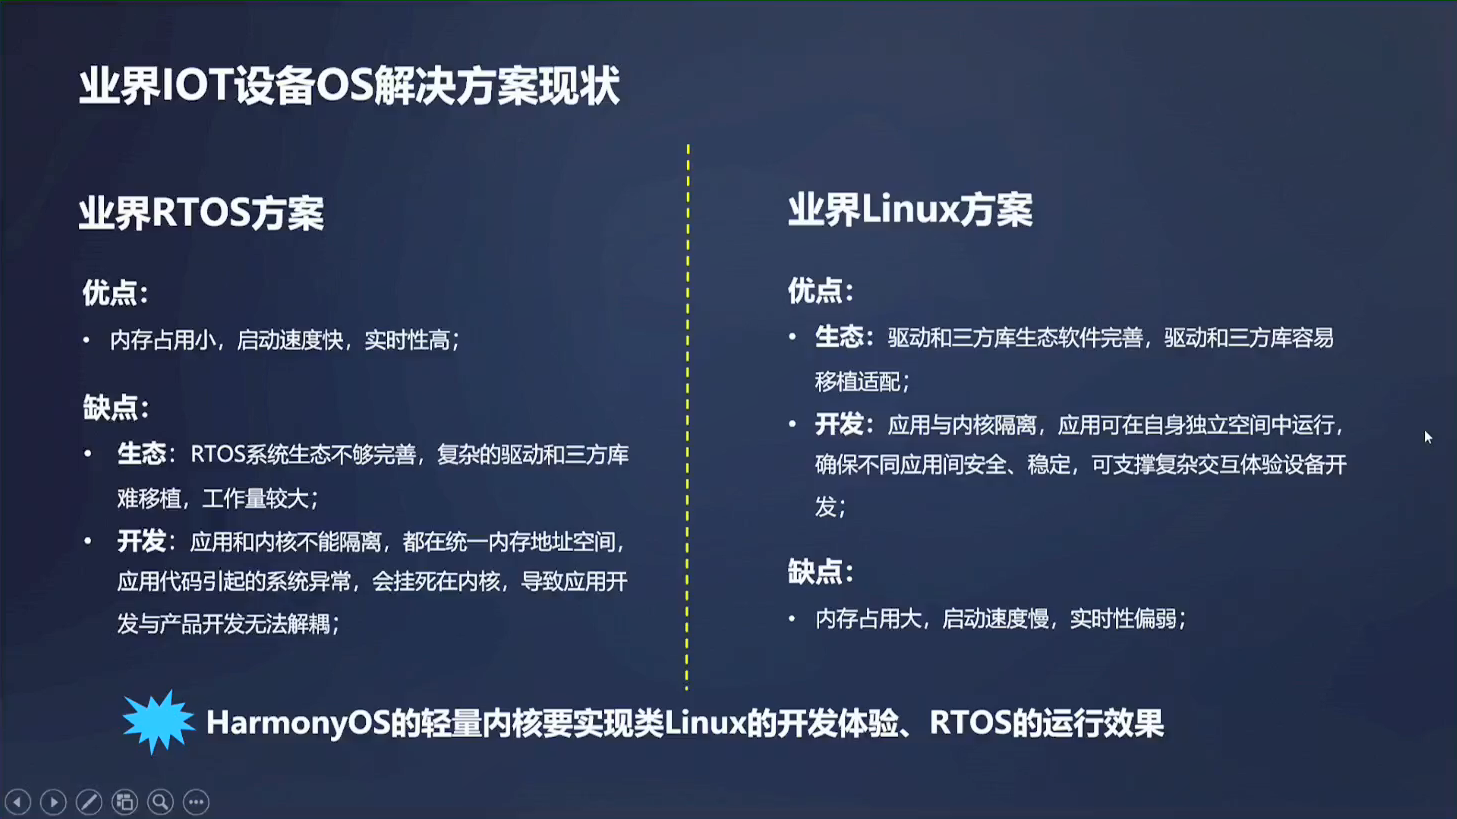 业界IOT设备OS解决方案现状
业界RTOS方案
优点：
• 内存占用小，启动速度快，实时性高；
缺点：
• 生态：RTOS系统生态不够完善，复杂的驱动和三方库
难移植，工作量较大；
• 开发：应用和内核不能隔离，都在统一内存地址空间，
应用代码引起的系统异常，会挂死在内核，导致应用开
发与产品开发无法解耦；
业界Linux方案
优点：
• 生态：驱动和三方库生态软件完善，驱动和三方库容易
移植适配；
• 开发：应用与内核隔离，应用可在自身独立空间中运行，
确保不同应用间安全、稳定，可支撑复杂交互体验设备开
发；
缺点：
• 内存占用大，启动速度慢，实时性偏弱；
HarmonyOS的轻量内核要实现类Linux的开发体验、RTOS的运行效果